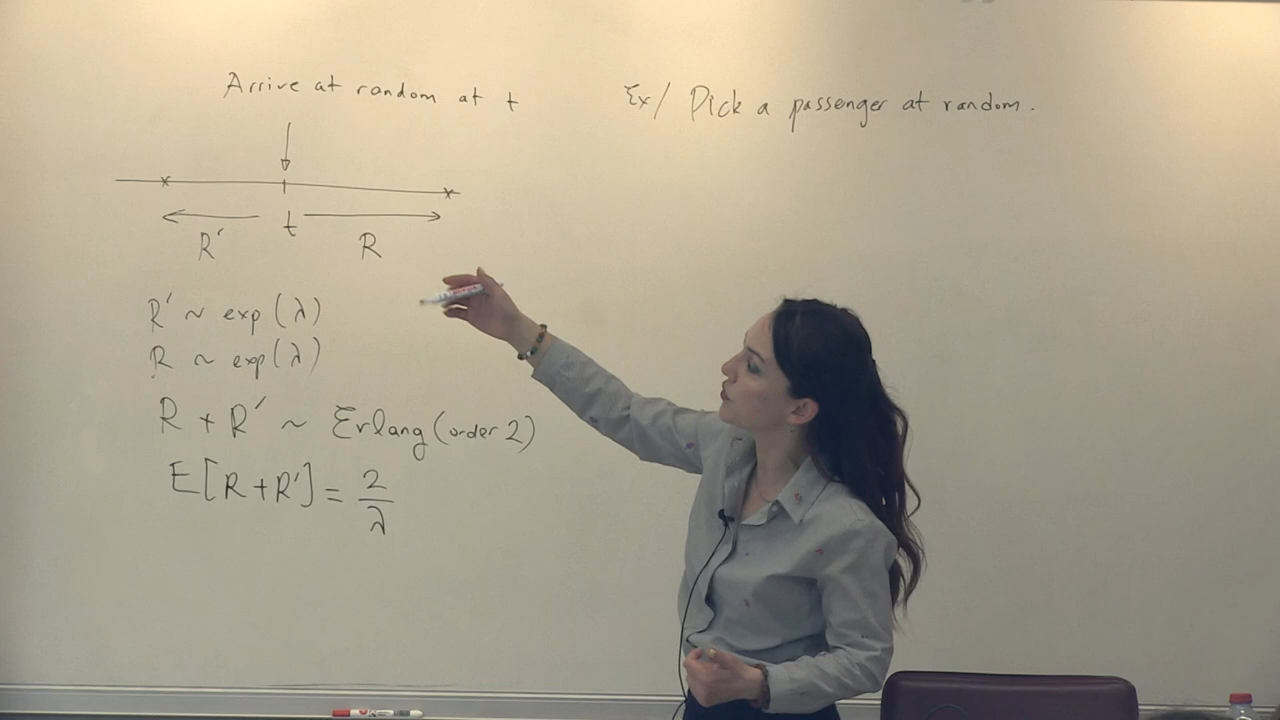 Arrive at random at t
t
R′
R
R′ ~ exp(λ)
R ~ exp(λ)
R + R′ ~ Erlang (order 2)
E[R+R′] = 2/λ
Ex/ Pick a passenger at random.